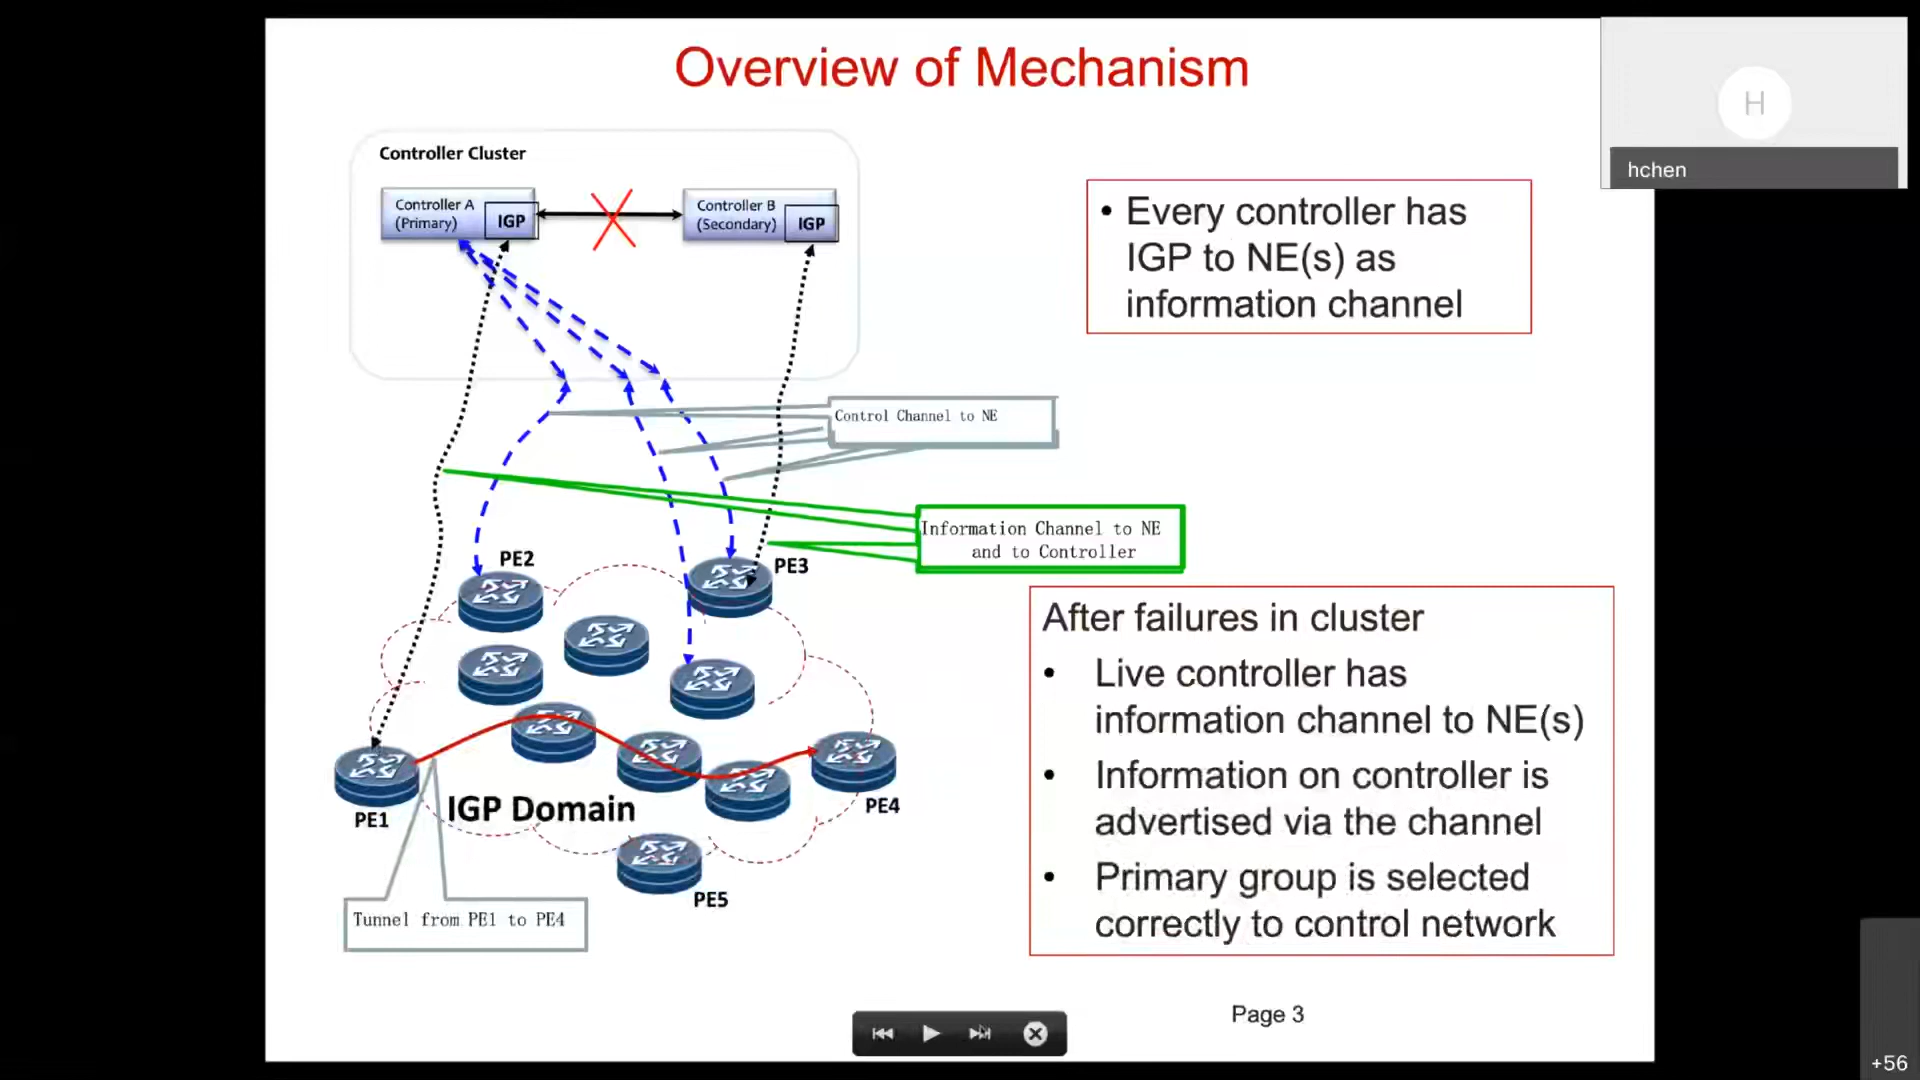 Overview of Mechanism
H
hchen
Controller Cluster
Controller A
(Primary)
IGP
Controller B
(Secondary)
IGP
• Every controller has
IGP to NE(s) as
information channel
Control Channel to NE
Information Channel to NE
and to Controller
PE2
PE3
PE1
IGP Domain
PE4
PE5
Tunnel from PE1 to PE4
After failures in cluster
• Live controller has
information channel to NE(s)
• Information on controller is
advertised via the channel
• Primary group is selected
correctly to control network
Page 3
+56